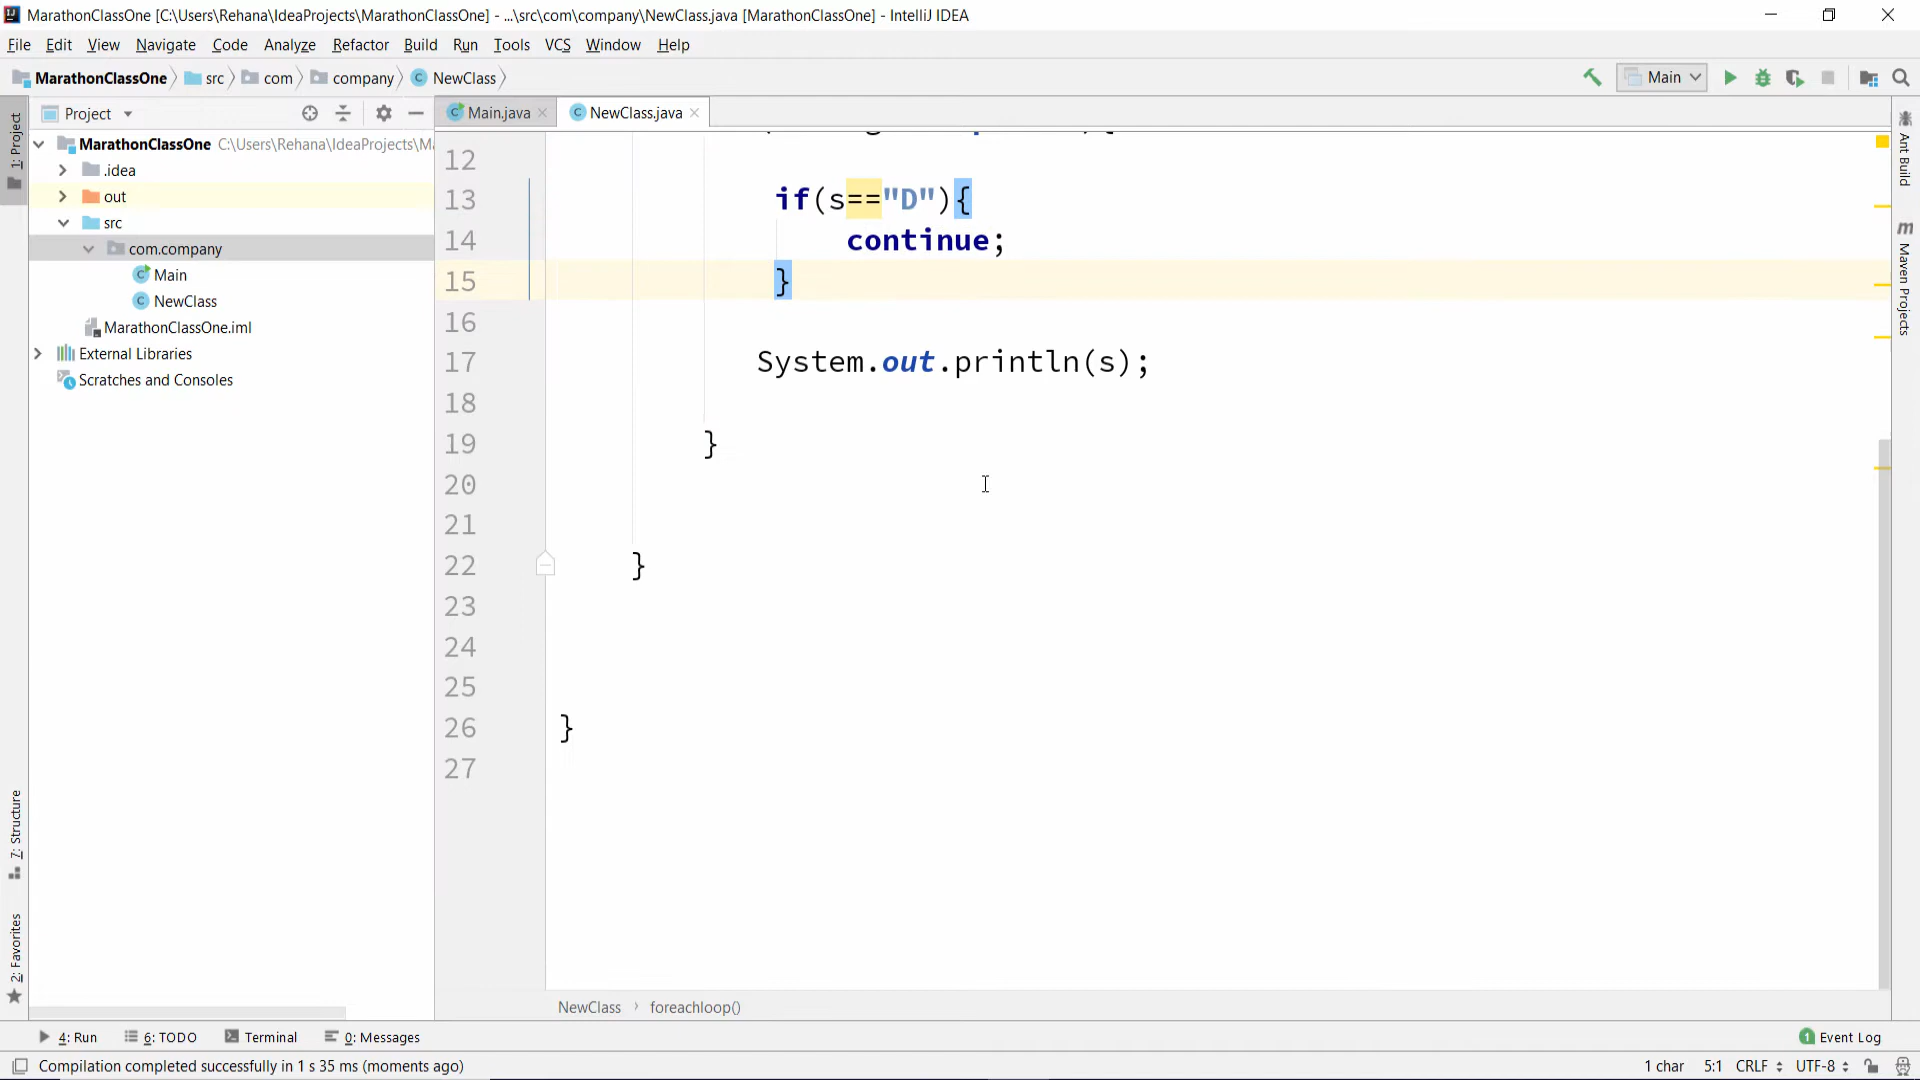 MarathonClassOne [C:\Users\Rehana\IdeaProjects\MarathonClassOne] - ...\src\com\company\NewClass.java [MarathonClassOne] - IntelliJ IDEA
File Edit View Navigate Code Analyze Refactor Build Run Tools VCS Window Help
MarathonClassOne src com company NewClass Main
Project Main.java NewClass.java
1: Project
MarathonClassOne C:\Users\Rehana\IdeaProjects\M
.idea
out
src
com.company
Main
NewClass
MarathonClassOne.iml
External Libraries
Scratches and Consoles
12
13 if(s=="D"){
14 continue;
15 }
16
17 System.out.println(s);
18
19 }
20
21
22 }
23
24
25
26 }
27
Ant Build
Maven Projects
7: Structure
2: Favorites
NewClass foreachloop()
4: Run 6: TODO Terminal 0: Messages 1 Event Log
Compilation completed successfully in 1 s 35 ms (moments ago) 1 char 5:1 CRLF UTF-8